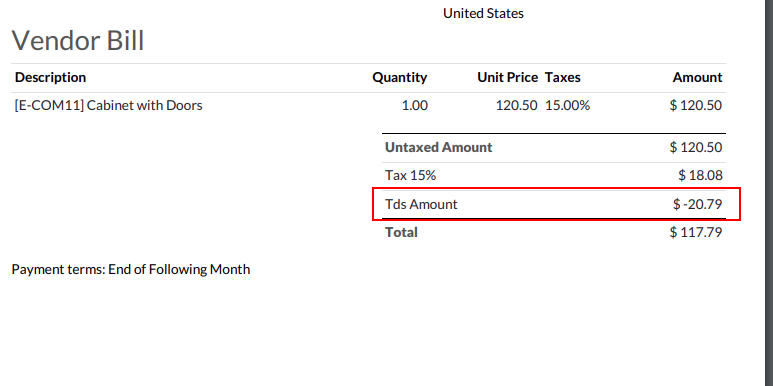 United States
Vendor Bill
Description Quantity Unit Price Taxes Amount
[E-COM11] Cabinet with Doors 1.00 120.50 15.00% $ 120.50
Untaxed Amount $ 120.50
Tax 15% $ 18.08
Tds Amount $ -20.79
Total $ 117.79
Payment terms: End of Following Month